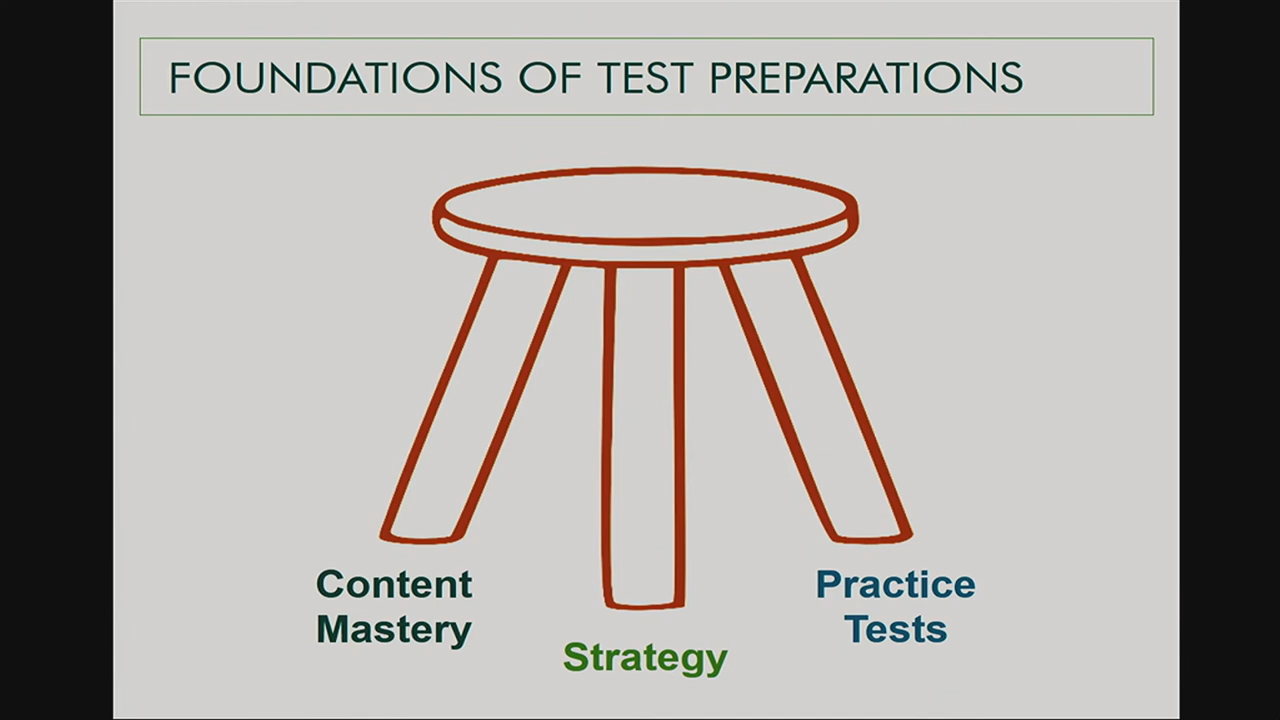 FOUNDATIONS OF TEST PREPARATIONS
Content
Mastery
Strategy
Practice
Tests